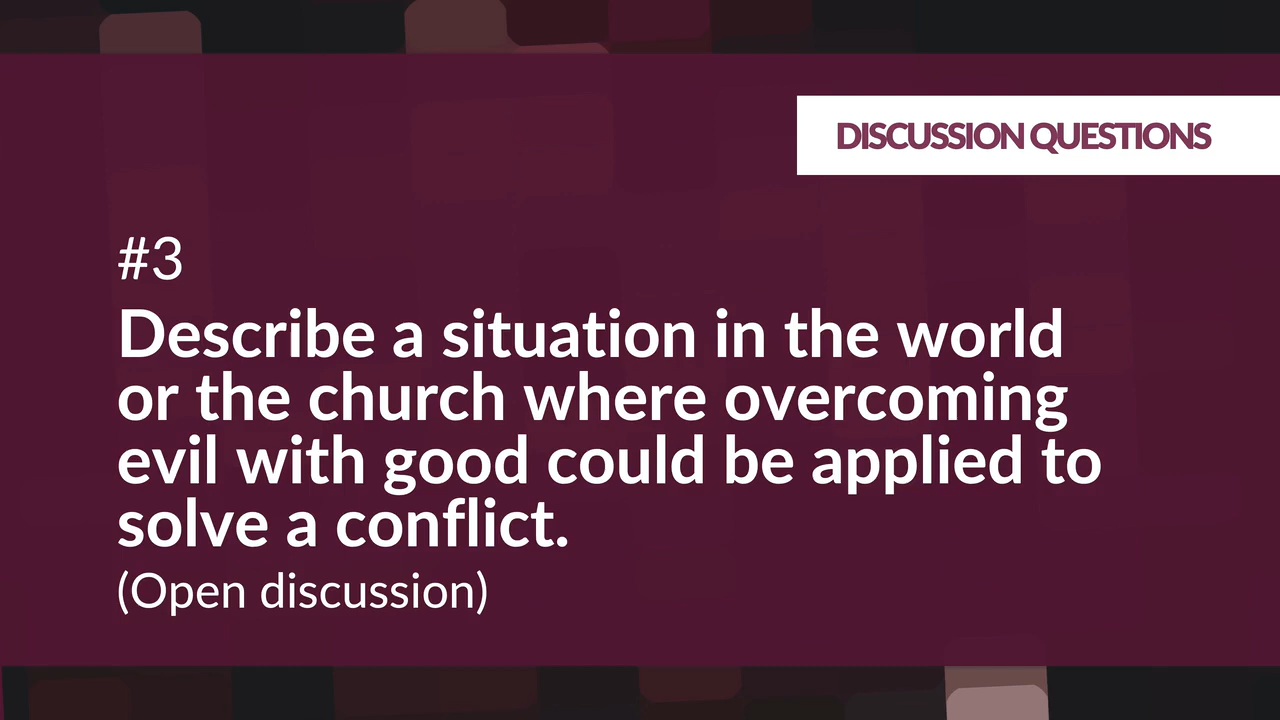 DISCUSSION QUESTIONS
#3
Describe a situation in the world
or the church where overcoming
evil with good could be applied to
solve a conflict.
(Open discussion)